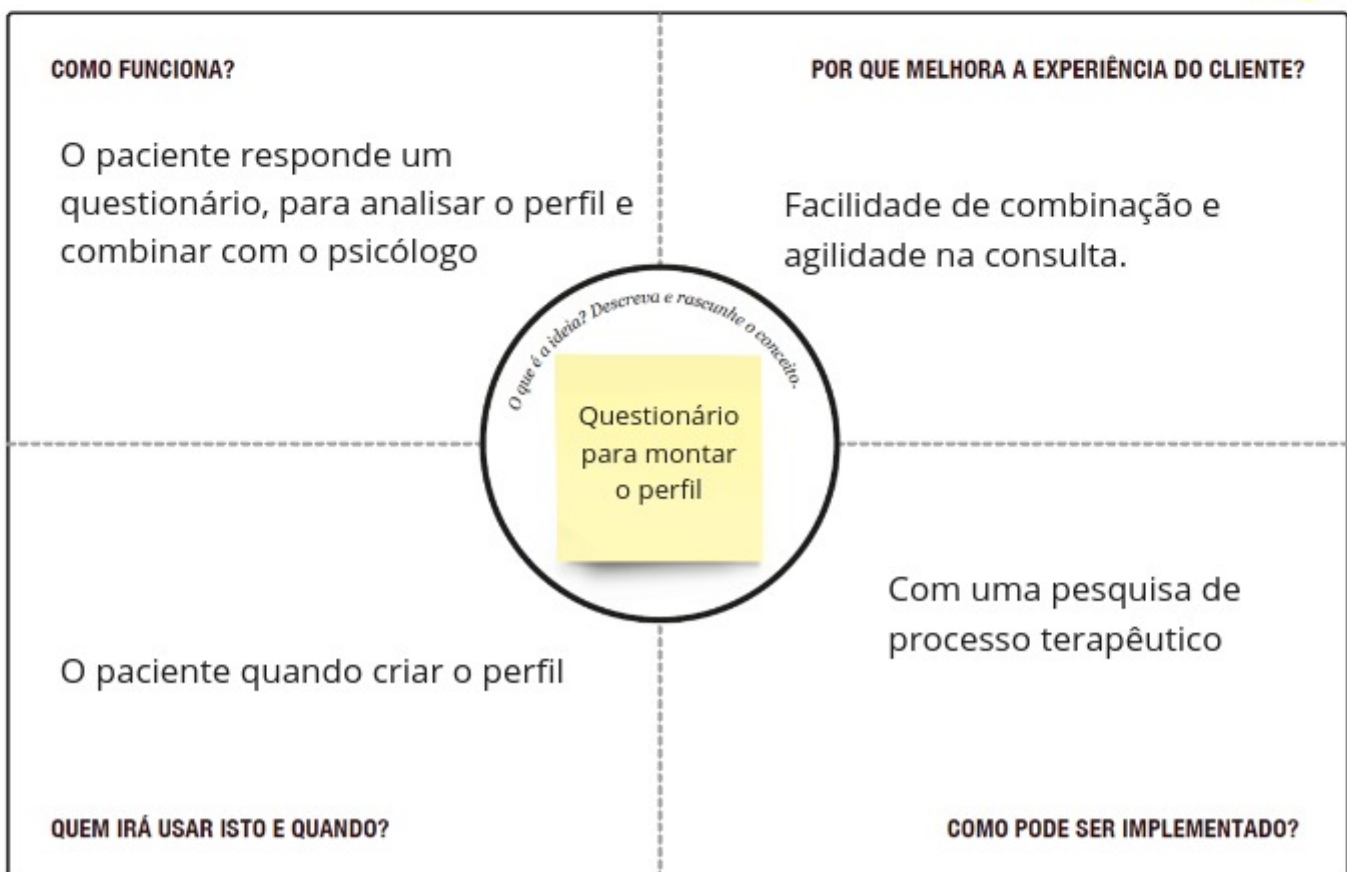 COMO FUNCIONA?
O paciente responde um
questionário, para analisar o perfil e
combinar com o psicólogo
POR QUE MELHORA A EXPERIÊNCIA DO CLIENTE?
Facilidade de combinação e
agilidade na consulta.
O que é a ideia? Descreva e rascunhe o conceito.
Questionário
para montar
o perfil
O paciente quando criar o perfil
QUEM IRÁ USAR ISTO E QUANDO?
Com uma pesquisa de
processo terapêutico
COMO PODE SER IMPLEMENTADO?